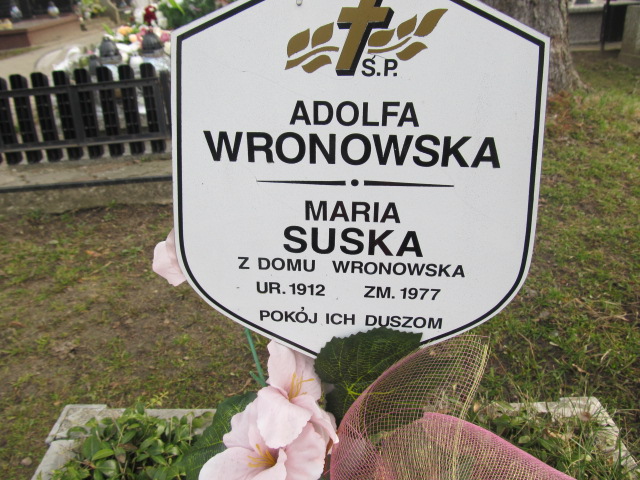 Ś.P.
ADOLFA
WRONOWSKA
MARIA
SUSKA
Z DOMU WRONOWSKA
UR. 1912 ZM. 1977
POKÓJ ICH DUSZOM